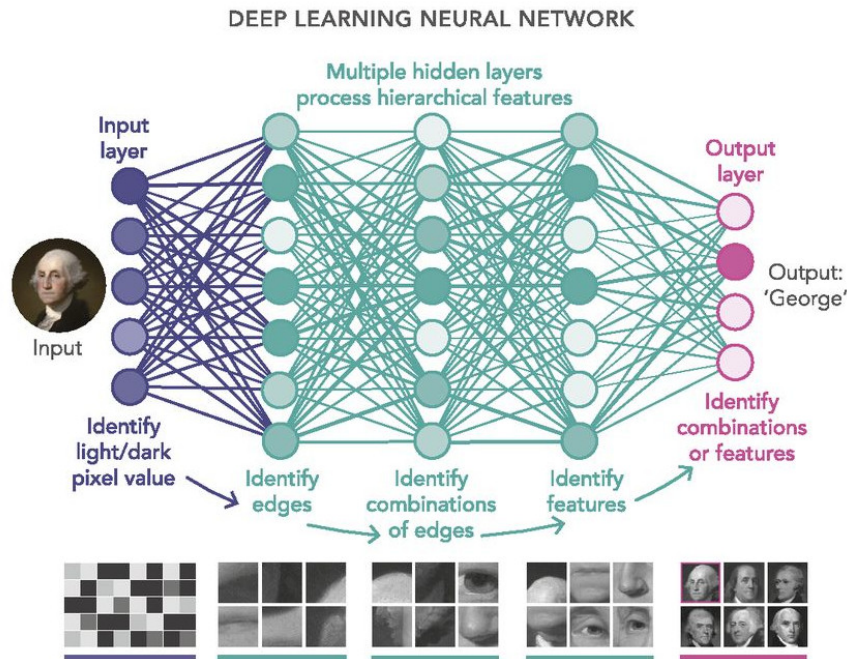 DEEP LEARNING NEURAL NETWORK
Multiple hidden layers
process hierarchical features
Input
layer
Output
layer
Input
Output:
‘George’
Identify
light/dark
pixel value
Identify
edges
Identify
combinations
of edges
Identify
features
Identify
combinations
or features